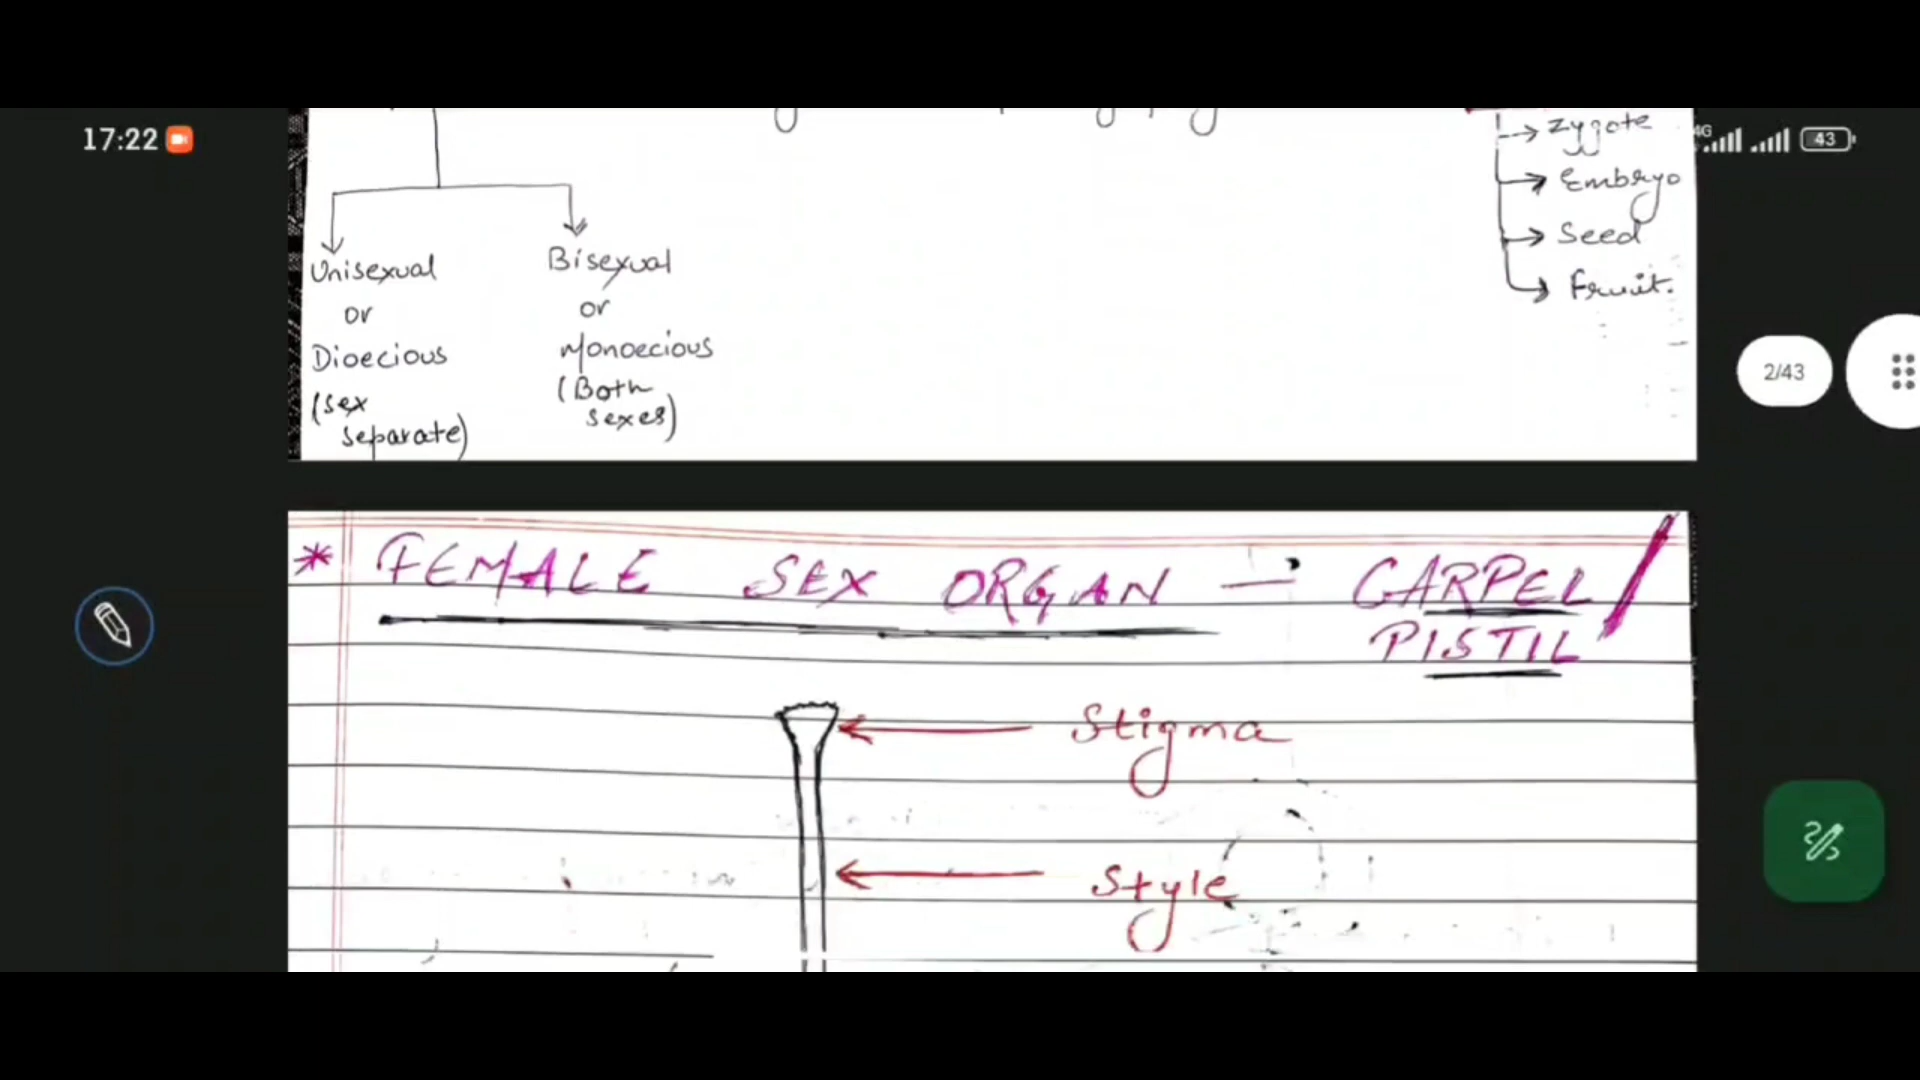 17:22
4G
43
Zygote
Embryo
Seed
Fruit.
Unisexual
or
Dioecious
(sex
separate)
Bisexual
or
Monoecious
(Both
sexes)
2/43
* FEMALE SEX ORGAN - CARPEL/
PISTIL
Stigma
Style